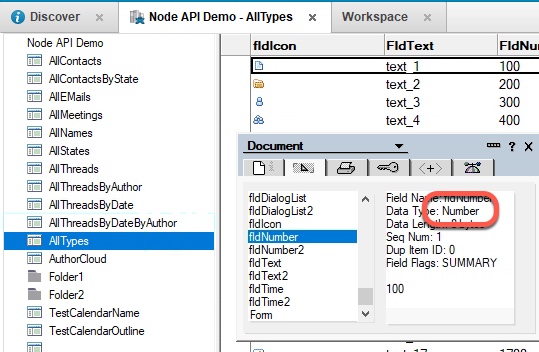 Discover
Node API Demo - AllTypes
Workspace
Node API Demo
AllContacts
AllContactsByState
AllEMails
AllMeetings
AllNames
AllStates
AllThreads
AllThreadsByAuthor
AllThreadsByDate
AllThreadsByDateByAuthor
AllTypes
AuthorCloud
Folder1
Folder2
TestCalendarName
TestCalendarOutline
fldIcon FldText FldNu
text_1 100
text_2 200
text_3 300
text_4 400
Document
fldDialogList
fldDialogList2
fldIcon
fldNumber
fldNumber2
fldText
fldText2
fldTime
fldTime2
Form
Field Name: fldNumber
Data Type: Number
Data Length: 8 bytes
Seq Num: 1
Dup Item ID: 0
Field Flags: SUMMARY
100
text_17 1700